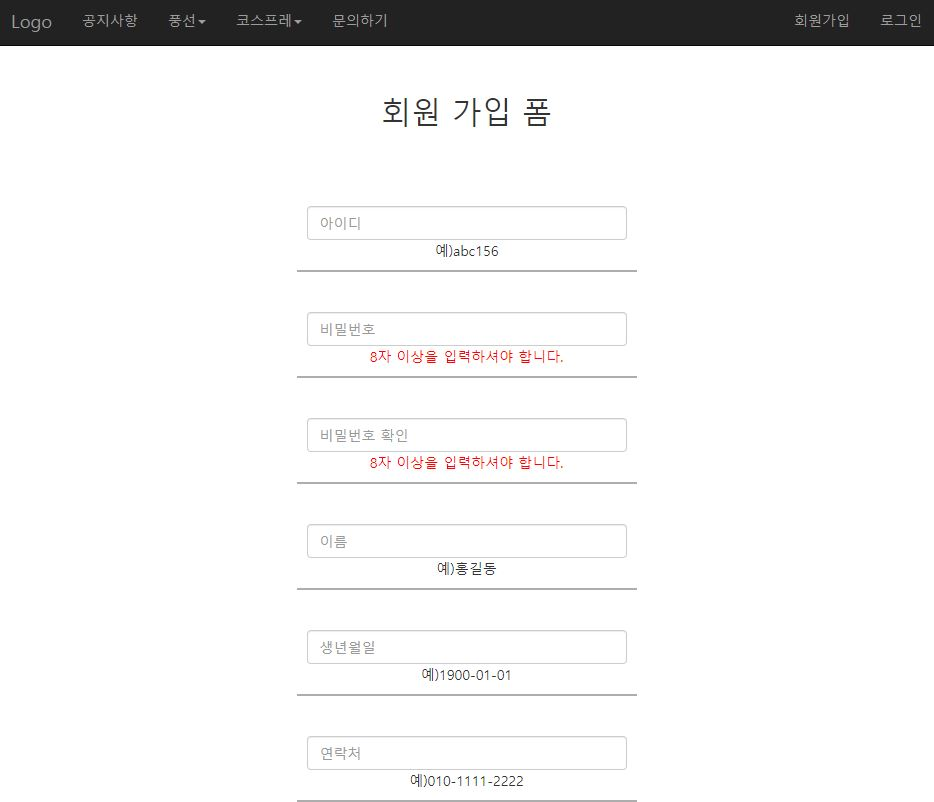 Logo 공지사항 풍선 코스프레 문의하기 회원가입 로그인
회원 가입 폼
아이디
예)abc156
비밀번호
8자 이상을 입력하셔야 합니다.
비밀번호 확인
8자 이상을 입력하셔야 합니다.
이름
예)홍길동
생년월일
예)1900-01-01
연락처
예)010-1111-2222